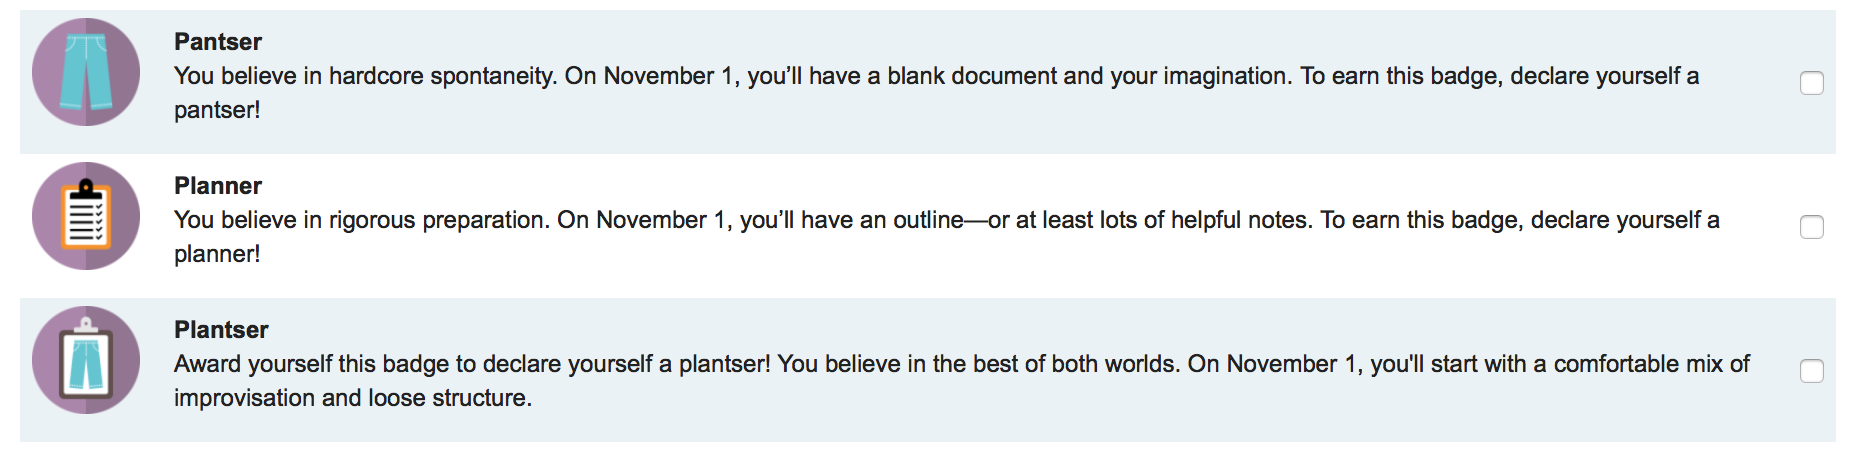 Pantser
You believe in hardcore spontaneity. On November 1, you’ll have a blank document and your imagination. To earn this badge, declare yourself a
pantser!
Planner
You believe in rigorous preparation. On November 1, you’ll have an outline—or at least lots of helpful notes. To earn this badge, declare yourself a
planner!
Plantser
Award yourself this badge to declare yourself a plantser! You believe in the best of both worlds. On November 1, you'll start with a comfortable mix of
improvisation and loose structure.